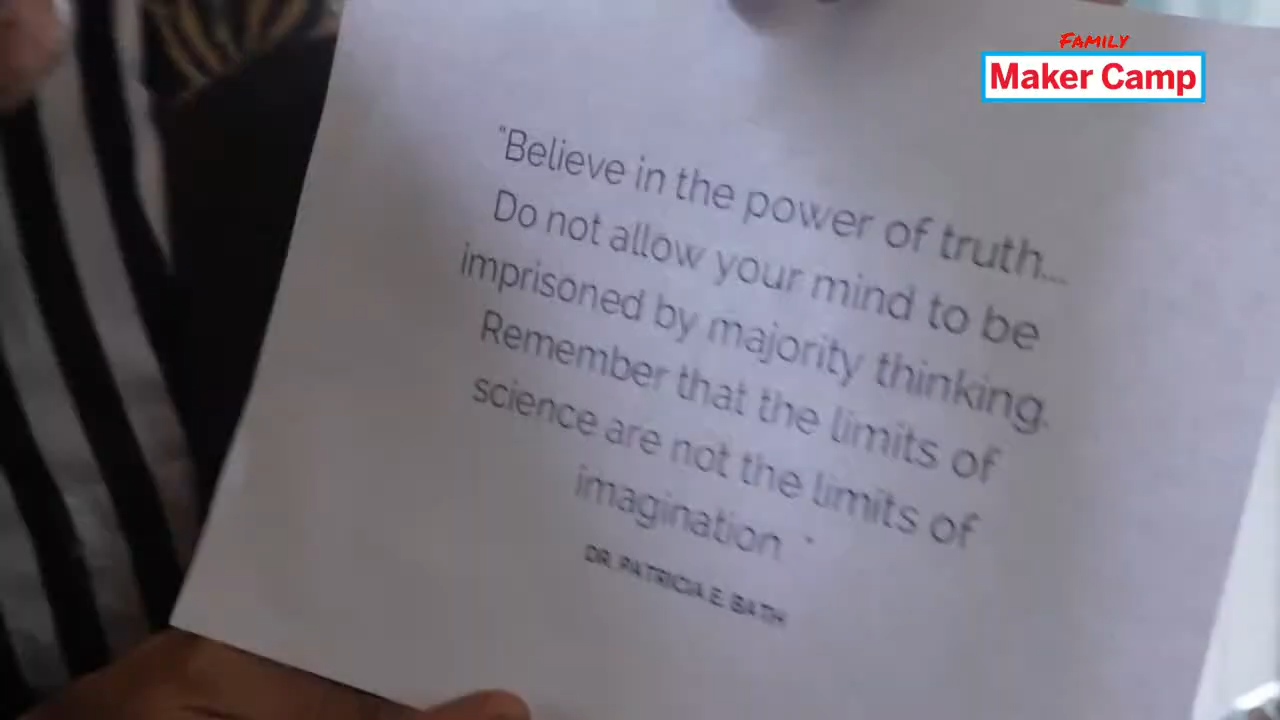 FAMILY
Maker Camp
"Believe in the power of truth...
Do not allow your mind to be
imprisoned by majority thinking.
Remember that the limits of
science are not the limits of
imagination "
DR. PATRICIA E. BATH